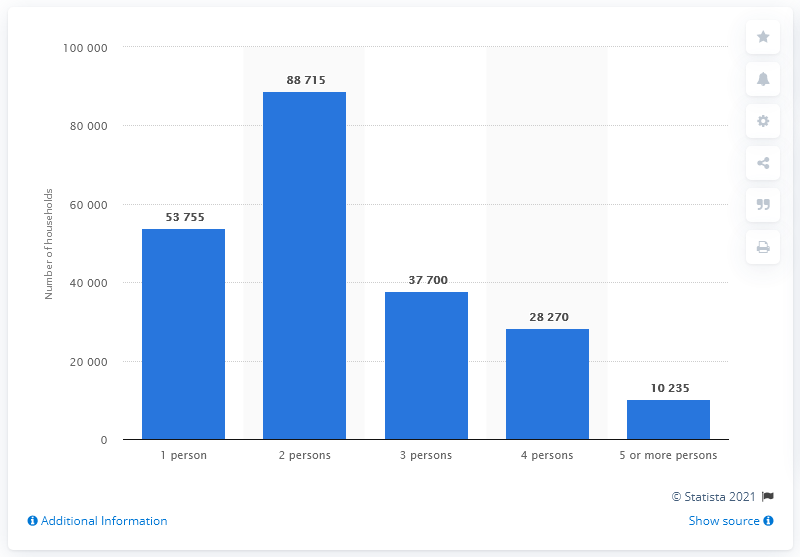 100 000
80 000
60 000
40 000
20 000
0
Number of households
53 755
88 715
37 700
28 270
10 235
1 person
2 persons
3 persons
4 persons
5 or more persons
© Statista 2021
Additional Information
Show source